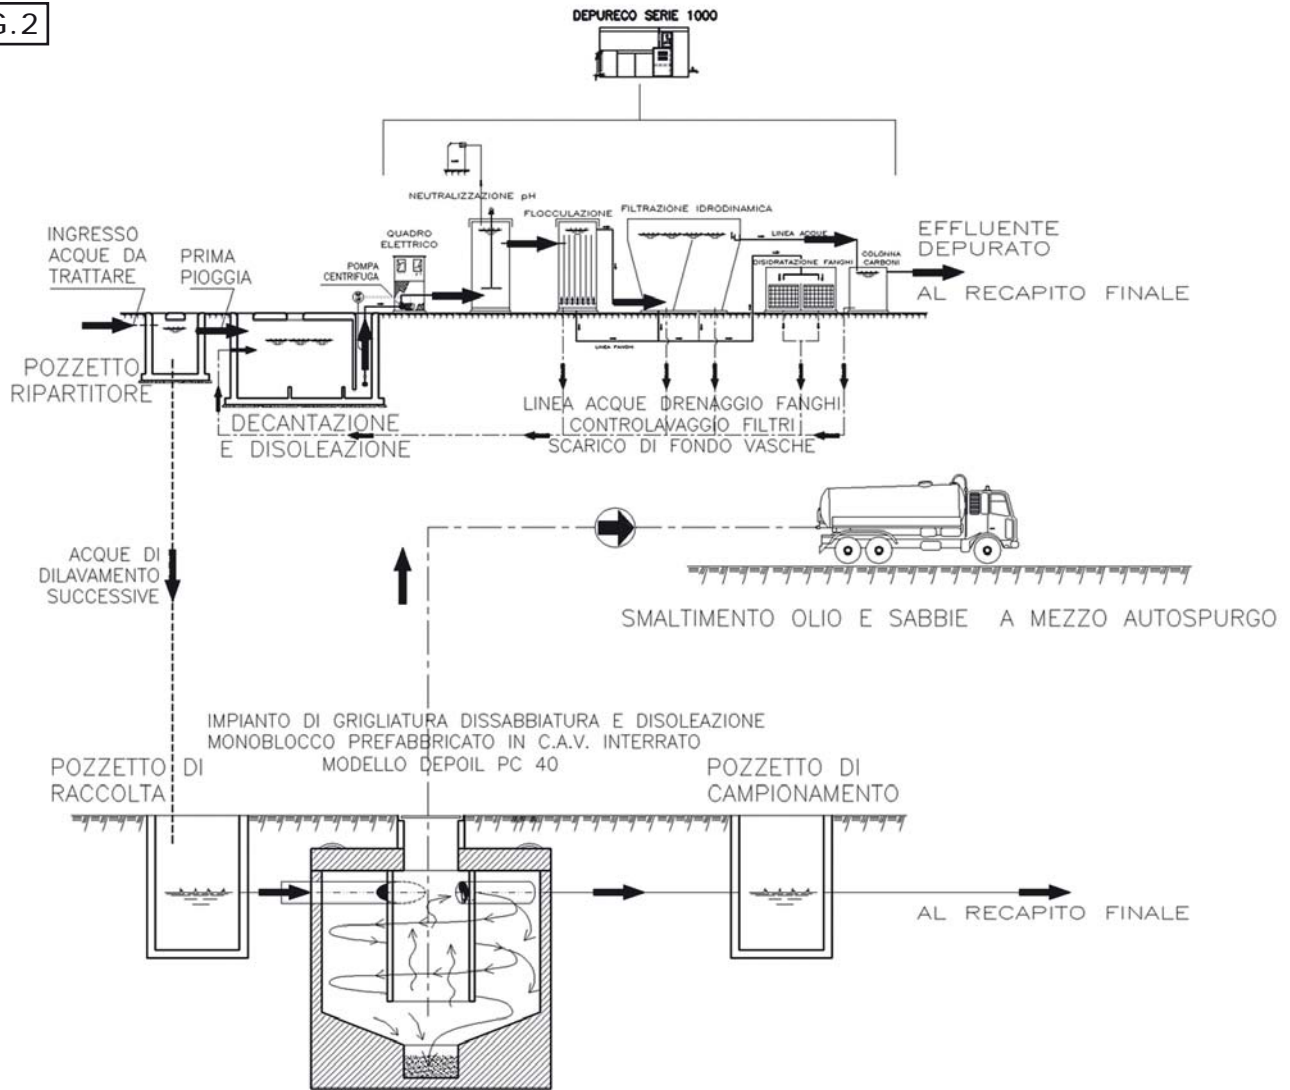 G.2
DEPURECO SERIE 1000
NEUTRALIZZAZIONE pH
FLOCCULAZIONE
FILTRAZIONE IDRODINAMICA
INGRESSO
ACQUE DA
TRATTARE
PRIMA
PIOGGIA
QUADRO
ELETTRICO
POMPA
CENTRIFUGA
LINEA ACQUE
DISIDRATAZIONE FANGHI
COLONNA
CARBONI
EFFLUENTE
DEPURATO
AL RECAPITO FINALE
LINEA FANGHI
POZZETTO
RIPARTITORE
DECANTAZIONE
E DISOLEAZIONE
LINEA ACQUE DRENAGGIO FANGHI
CONTROLAVAGGIO FILTRI
SCARICO DI FONDO VASCHE
ACQUE DI
DILAVAMENTO
SUCCESSIVE
SMALTIMENTO OLIO E SABBIE A MEZZO AUTOSPURGO
IMPIANTO DI GRIGLIATURA DISSABBIATURA E DISOLEAZIONE
MONOBLOCCO PREFABBRICATO IN C.A.V. INTERRATO
MODELLO DEPOIL PC 40
POZZETTO DI
RACCOLTA
POZZETTO DI
CAMPIONAMENTO
AL RECAPITO FINALE